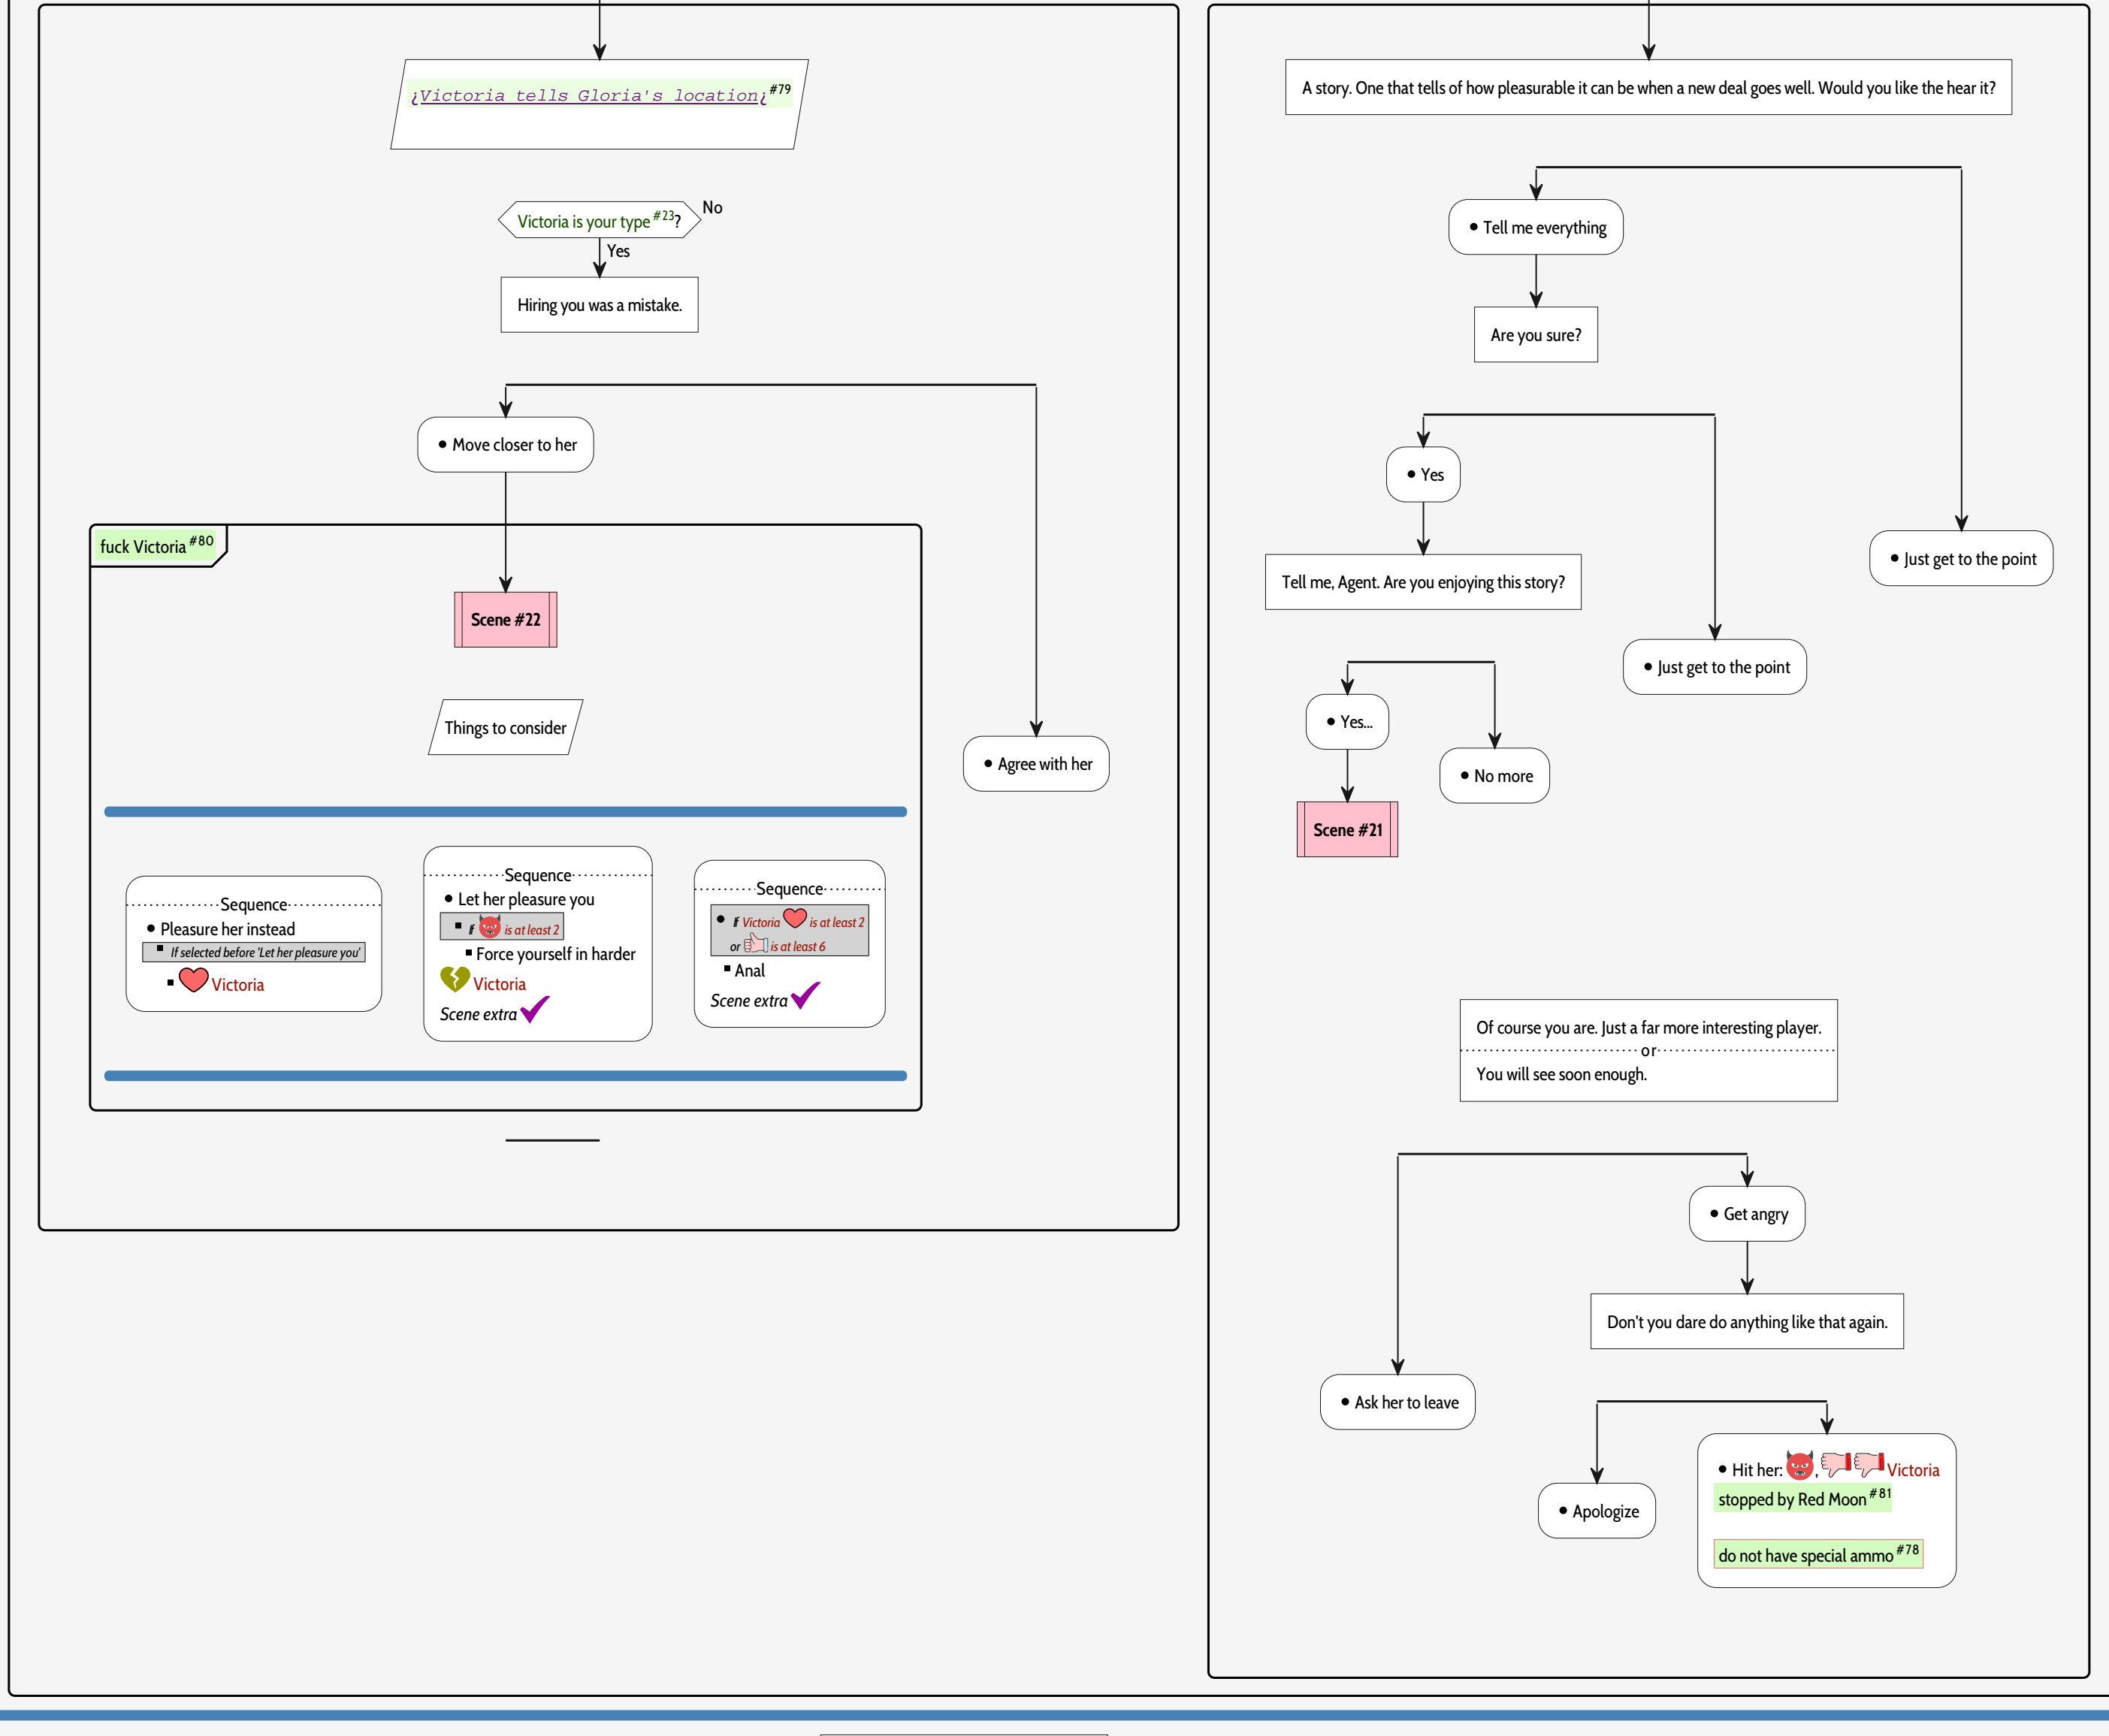 ¿Victoria tells Gloria's location¿#79
Victoria is your type#23?
No
Yes
Hiring you was a mistake.
• Move closer to her
fuck Victoria#80
Scene #22
Things to consider
• Agree with her
Sequence
• Pleasure her instead
▪ If selected before 'Let her pleasure you'
▪ Victoria
Sequence
• Let her pleasure you
▪ If is at least 2
▪ Force yourself in harder
Victoria
Scene extra
Sequence
• If Victoria is at least 2
or is at least 6
▪ Anal
Scene extra
A story. One that tells of how pleasurable it can be when a new deal goes well. Would you like the hear it?
• Tell me everything
Are you sure?
• Yes
• Just get to the point
Tell me, Agent. Are you enjoying this story?
• Just get to the point
• Yes...
• No more
Scene #21
Of course you are. Just a far more interesting player.
or
You will see soon enough.
• Get angry
Don't you dare do anything like that again.
• Ask her to leave
• Hit her: , Victoria
stopped by Red Moon#81
• Apologize
do not have special ammo#78